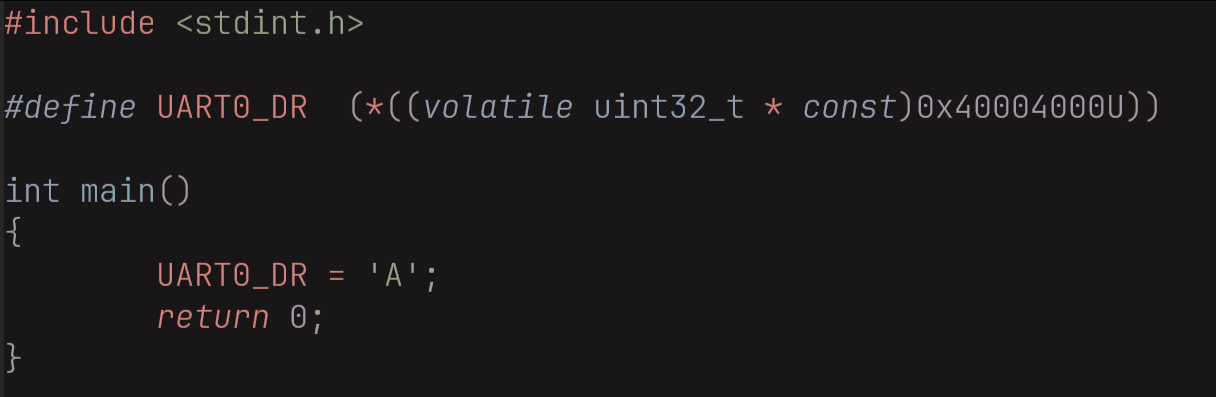 #include <stdint.h>
#define UART0_DR  (*((volatile uint32_t * const)0x40004000U))
int main()
{
        UART0_DR = 'A';
        return 0;
}